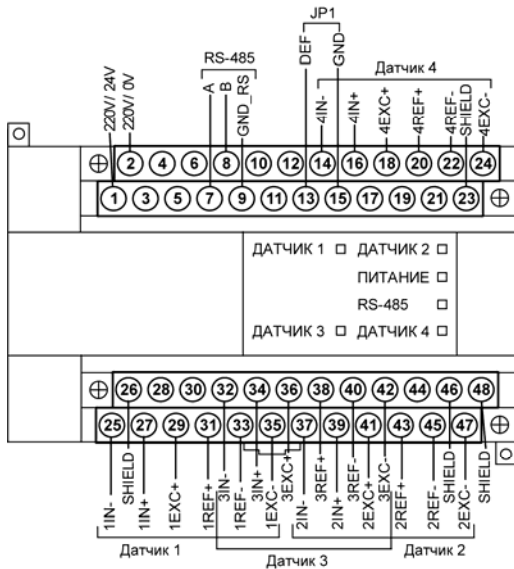 JP1
RS-485
DEF
GND
Датчик 4
220V/ 24V
220V/ 0V
A
B
GND_RS
4IN-
4IN+
4EXC+
4REF+
4REF-
SHIELD
4EXC-
2 4 6 8 10 12 14 16 18 20 22 24
1 3 5 7 9 11 13 15 17 19 21 23
ДАТЧИК 1 ДАТЧИК 2
ПИТАНИЕ
RS-485
ДАТЧИК 3 ДАТЧИК 4
26 28 30 32 34 36 38 40 42 44 46 48
25 27 29 31 33 35 37 39 41 43 45 47
1IN-
SHIELD
1IN+
1EXC+
1REF+
3IN-
1REF-
3IN+
1EXC-
3EXC+
2IN-
3REF+
2IN+
3REF-
2EXC+
3EXC-
2REF+
2REF-
SHIELD
2EXC-
SHIELD
Датчик 1
Датчик 3
Датчик 2